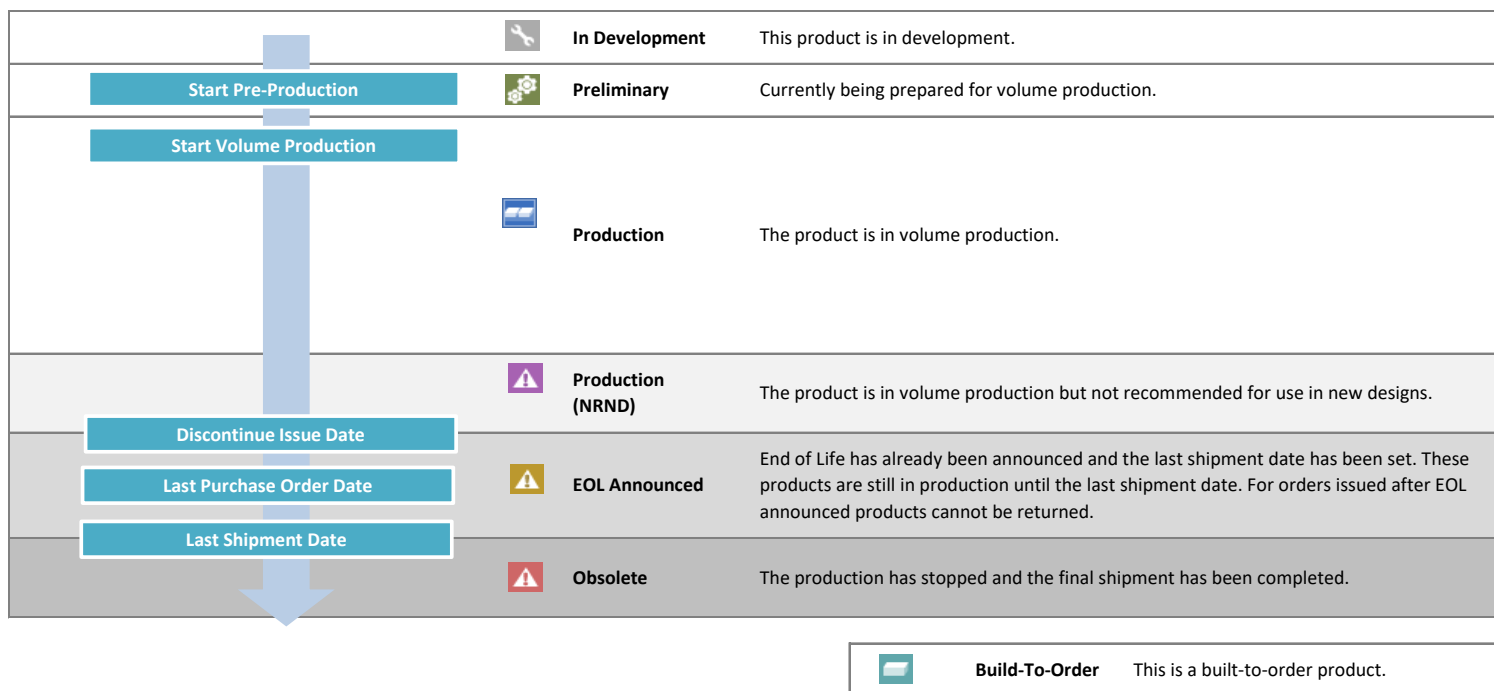 In Development This product is in development.
Start Pre-Production Preliminary Currently being prepared for volume production.
Start Volume Production
Production The product is in volume production.
Production
(NRND)
The product is in volume production but not recommended for use in new designs.
Discontinue Issue Date
Last Purchase Order Date
EOL Announced
End of Life has already been announced and the last shipment date has been set. These
products are still in production until the last shipment date. For orders issued after EOL
announced products cannot be returned.
Last Shipment Date
Obsolete The production has stopped and the final shipment has been completed.
Build-To-Order This is a built-to-order product.